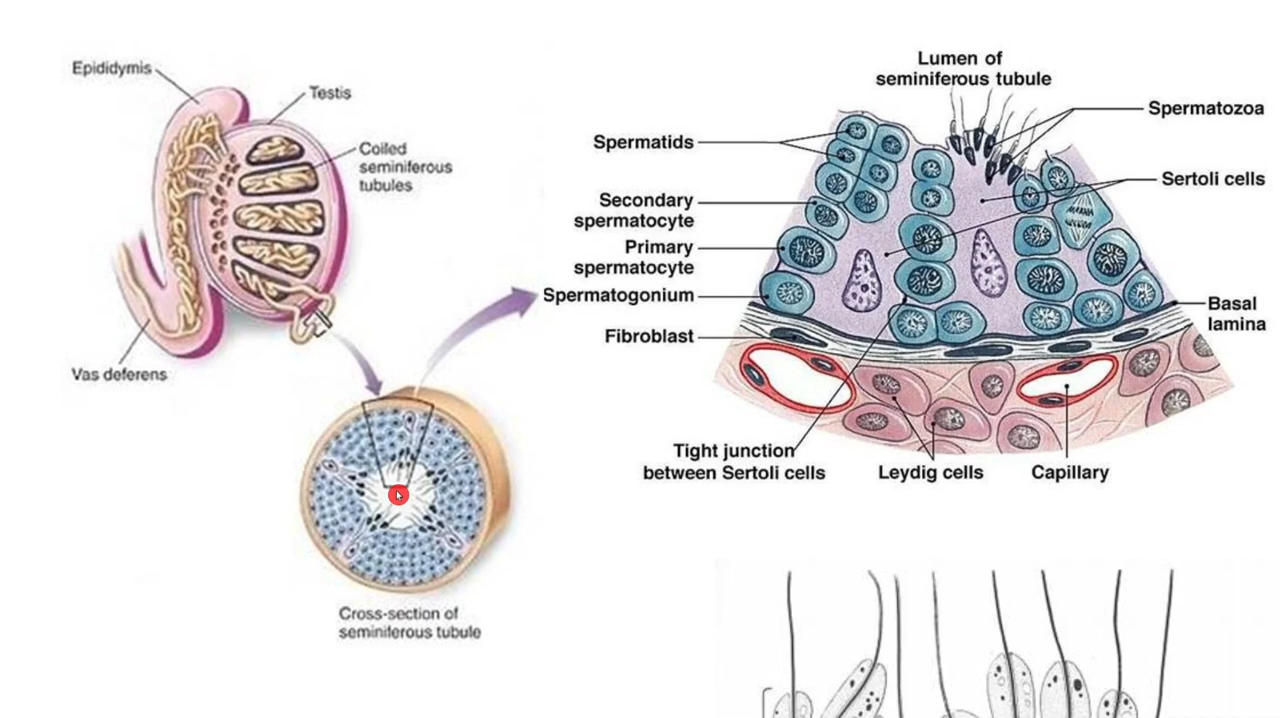 Epididymis
Testis
Coiled
seminiferous
tubules
Vas deferens
Cross-section of
seminiferous tubule
Lumen of
seminiferous tubule
Spermatozoa
Spermatids
Sertoli cells
Secondary
spermatocyte
Primary
spermatocyte
Spermatogonium
Basal
lamina
Fibroblast
Tight junction
between Sertoli cells
Leydig cells
Capillary